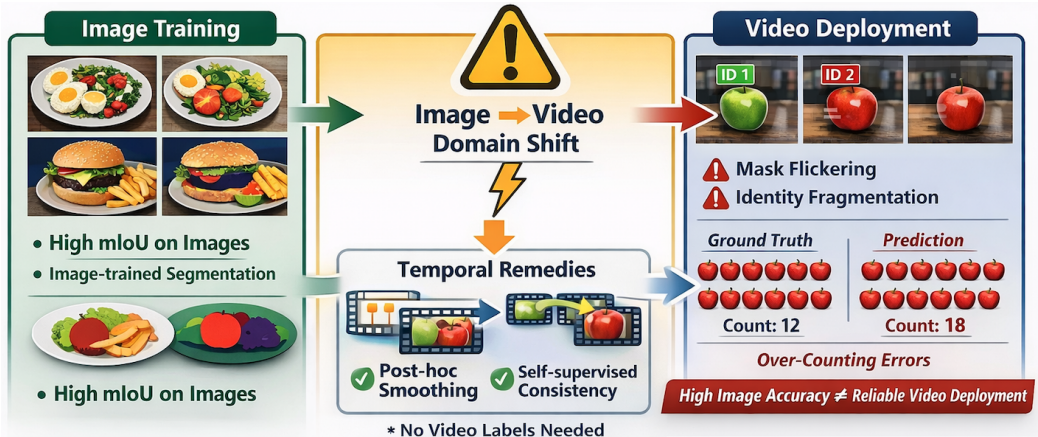 Image Training
• High mIoU on Images
• Image-trained Segmentation
• High mIoU on Images
Image Video
Domain Shift
Temporal Remedies
Post-hoc
Smoothing
Self-supervised
Consistency
* No Video Labels Needed
Video Deployment
ID 1
ID 2
Mask Flickering
Identity Fragmentation
Ground Truth
Prediction
Count: 12
Count: 18
Over-Counting Errors
High Image Accuracy ≠ Reliable Video Deployment